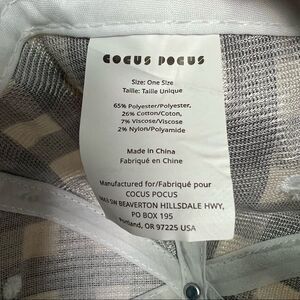 COCUS POCUS
Size: One Size
Taille: Taille Unique
65% Polyester/Polyester,
26% Cotton/Coton,
7% Viscose/Viscose
2% Nylon/Polyamide
Made in China
Fabriqué en Chine
Manufactured for/Fabriqué pour
COCUS POCUS
SW BEAVERTON HILLSDALE HWY,
PO BOX 195
Portland, OR 97225 USA